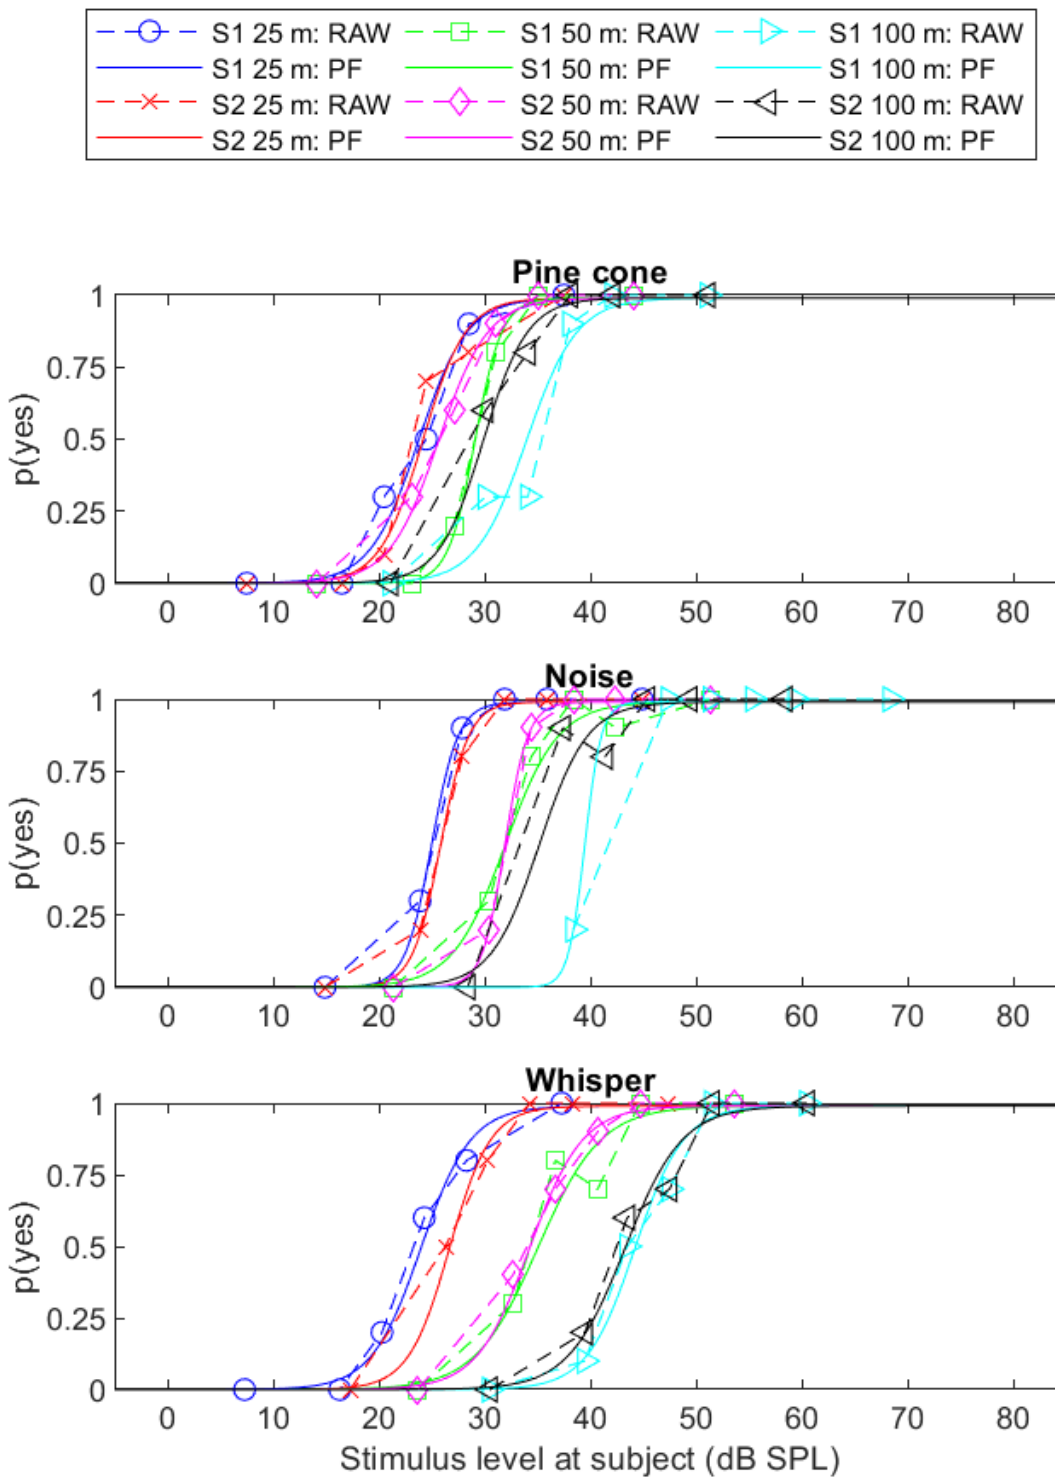 S1 25 m: RAW S1 50 m: RAW S1 100 m: RAW
S1 25 m: PF S1 50 m: PF S1 100 m: PF
S2 25 m: RAW S2 50 m: RAW S2 100 m: RAW
S2 25 m: PF S2 50 m: PF S2 100 m: PF
Pine cone
1
0.75
0.5
0.25
0
p(yes)
0 10 20 30 40 50 60 70 80
Noise
1
0.75
0.5
0.25
0
p(yes)
0 10 20 30 40 50 60 70 80
Whisper
1
0.75
0.5
0.25
0
p(yes)
0 10 20 30 40 50 60 70 80
Stimulus level at subject (dB SPL)